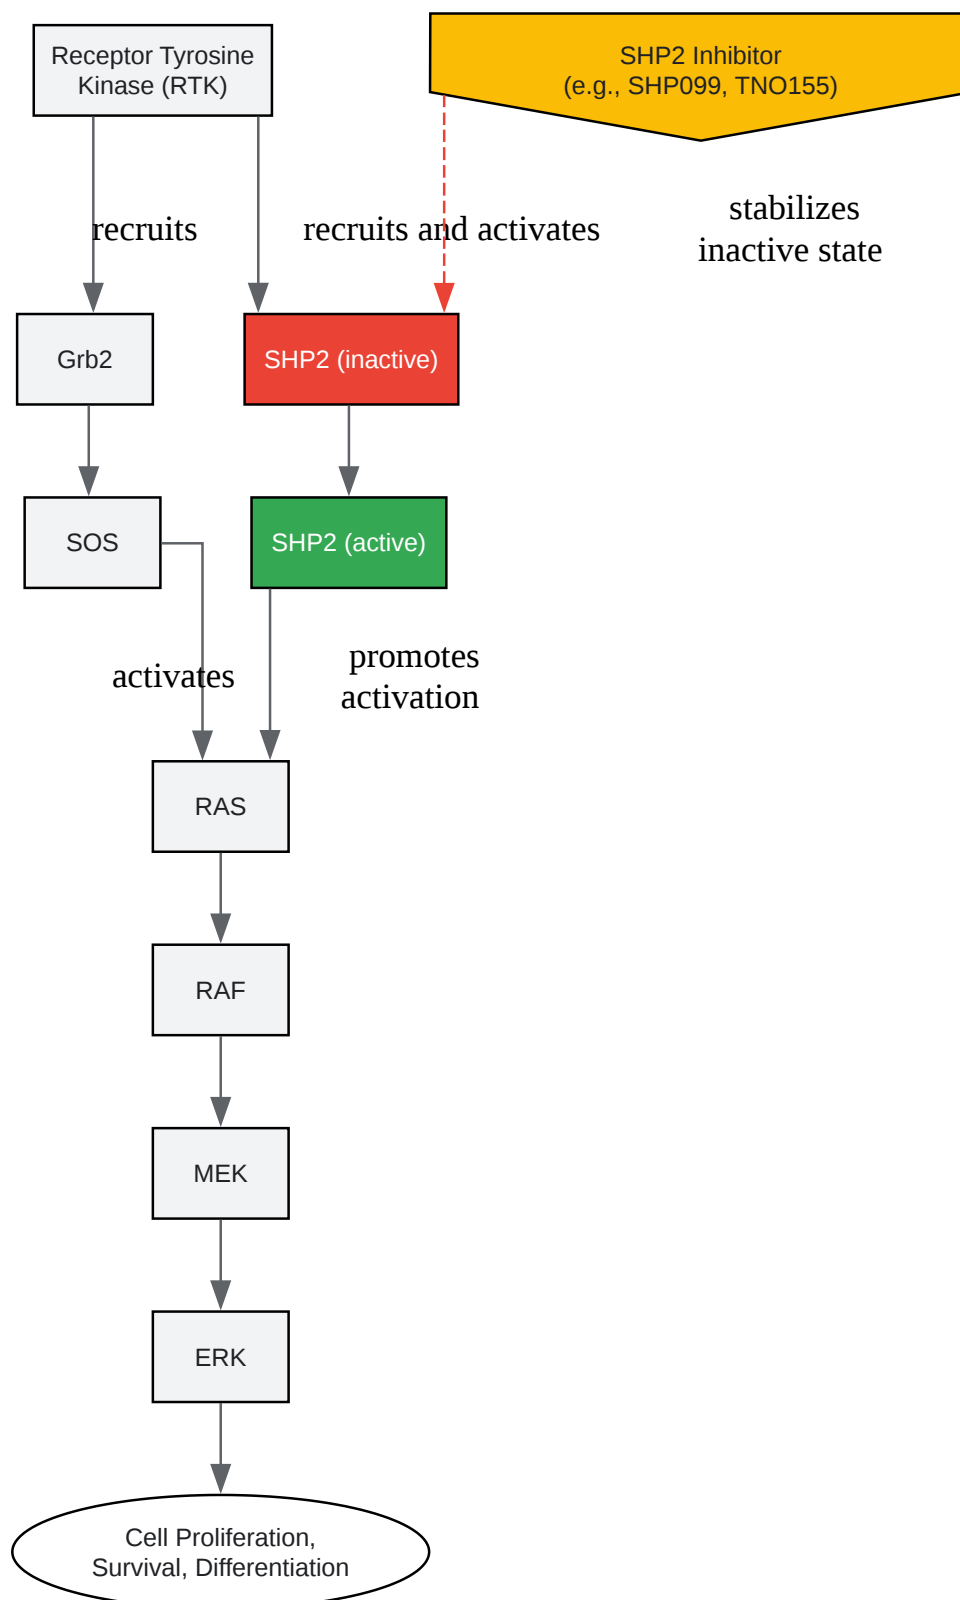 Receptor Tyrosine
Kinase (RTK)
SHP2 Inhibitor
(e.g., SHP099, TNO155)
recruits
recruits and activates
stabilizes
inactive state
Grb2
SHP2 (inactive)
SOS
SHP2 (active)
activates
promotes
activation
RAS
RAF
MEK
ERK
Cell Proliferation,
Survival, Differentiation